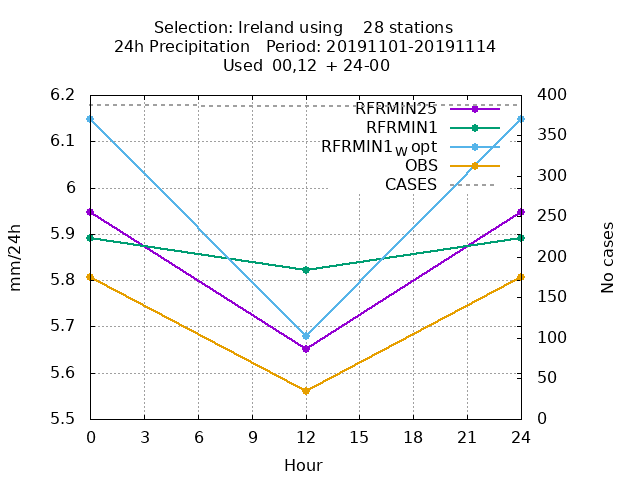 Selection: Ireland using    28 stations
24h Precipitation   Period: 20191101-20191114
Used  00,12  + 24-00
6.2
6.1
6
5.9
5.8
5.7
5.6
5.5
mm/24h
400
350
300
250
200
150
100
50
0
No cases
RFRMIN25
RFRMIN1
RFRMIN1W opt
OBS
CASES
0 3 6 9 12 15 18 21 24
Hour